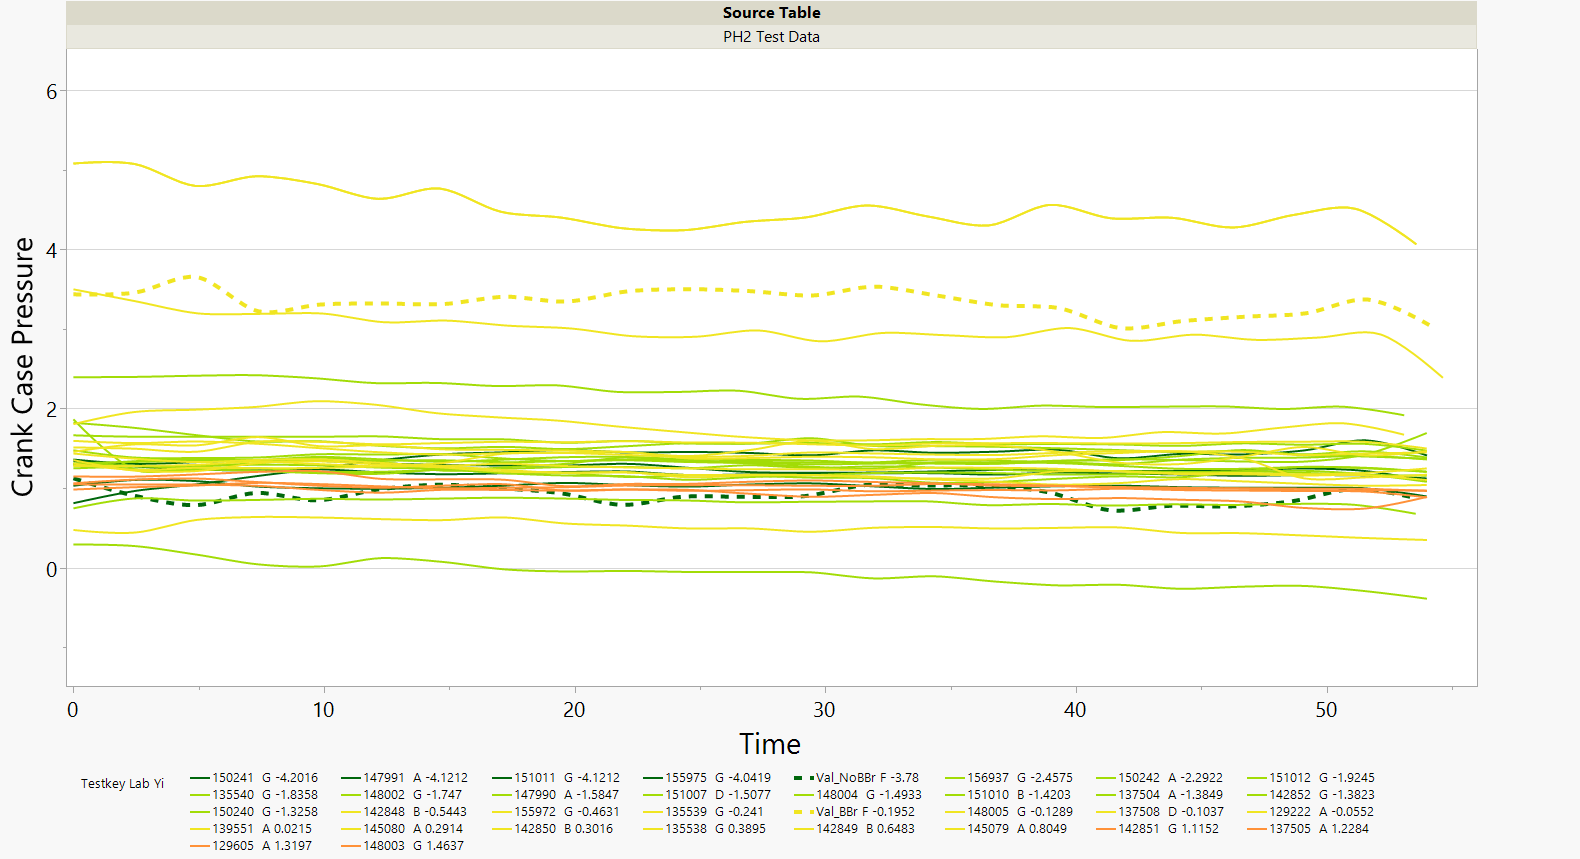 Source Table
PH2 Test Data
6
4
2
0
Crank Case Pressure
0 10 20 30 40 50
Time
Testkey Lab Yi
150241 G -4.2016 147991 A -4.1212 151011 G -4.1212 155975 G -4.0419 Val_NoBBr F -3.78 156937 G -2.4575 150242 A -2.2922 151012 G -1.9245
135540 G -1.8358 148002 G -1.747 147990 A -1.5847 151007 D -1.5077 148004 G -1.4933 151010 B -1.4203 137504 A -1.3849 142852 G -1.3823
150240 G -1.3258 142848 B -0.5443 155972 G -0.4631 135539 G -0.241 Val_BBr F -0.1952 148005 G -0.1289 137508 D -0.1037 129222 A -0.0552
139551 A 0.0215 145080 A 0.2914 142850 B 0.3016 135538 G 0.3895 142849 B 0.6483 145079 A 0.8049 142851 G 1.1152 137505 A 1.2284
129605 A 1.3197 148003 G 1.4637